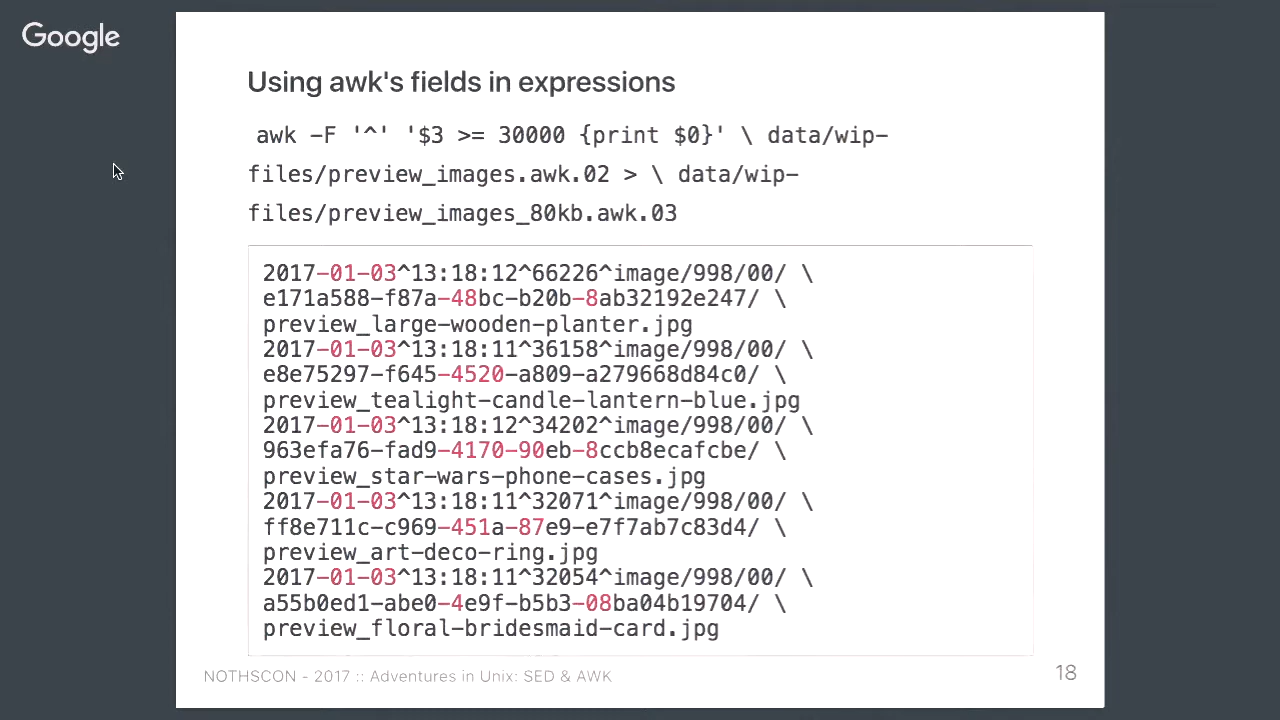 Google
Using awk's fields in expressions
awk -F '^' '$3 >= 30000 {print $0}' \ data/wip-
files/preview_images.awk.02 > \ data/wip-
files/preview_images_80kb.awk.03
2017-01-03^13:18:12^66226^image/998/00/ \
e171a588-f87a-48bc-b20b-8ab32192e247/ \
preview_large-wooden-planter.jpg
2017-01-03^13:18:11^36158^image/998/00/ \
e8e75297-f645-4520-a809-a279668d84c0/ \
preview_tealight-candle-lantern-blue.jpg
2017-01-03^13:18:12^34202^image/998/00/ \
963efa76-fad9-4170-90eb-8ccb8ecafcbe/ \
preview_star-wars-phone-cases.jpg
2017-01-03^13:18:11^32071^image/998/00/ \
ff8e711c-c969-451a-87e9-e7f7ab7c83d4/ \
preview_art-deco-ring.jpg
2017-01-03^13:18:11^32054^image/998/00/ \
a55b0ed1-abe0-4e9f-b5b3-08ba04b19704/ \
preview_floral-bridesmaid-card.jpg
NOTHSCON - 2017 :: Adventures in Unix: SED & AWK
18